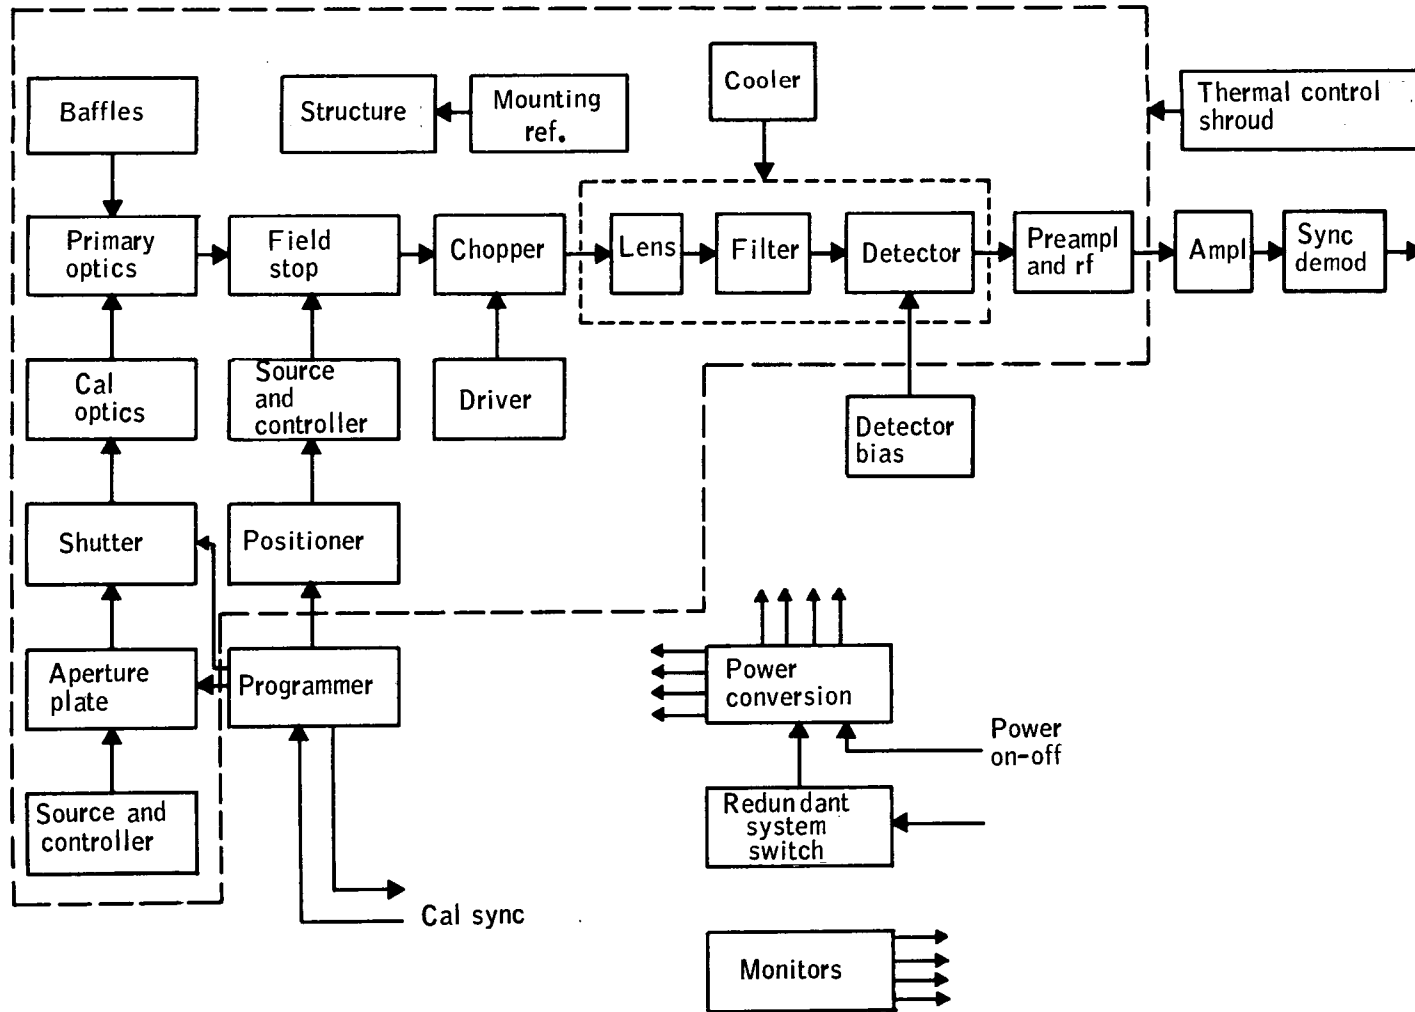 Baffles
Structure
Mounting
ref.
Cooler
Thermal control
shroud
Primary
optics
Field
stop
Chopper
Lens
Filter
Detector
Preampl
and rf
Ampl
Sync
demod
Cal
optics
Source
and
controller
Driver
Detector
bias
Shutter
Positioner
Aperture
plate
Programmer
Power
conversion
Power
on-off
Source and
controller
Redundant
system
switch
Cal sync
Monitors